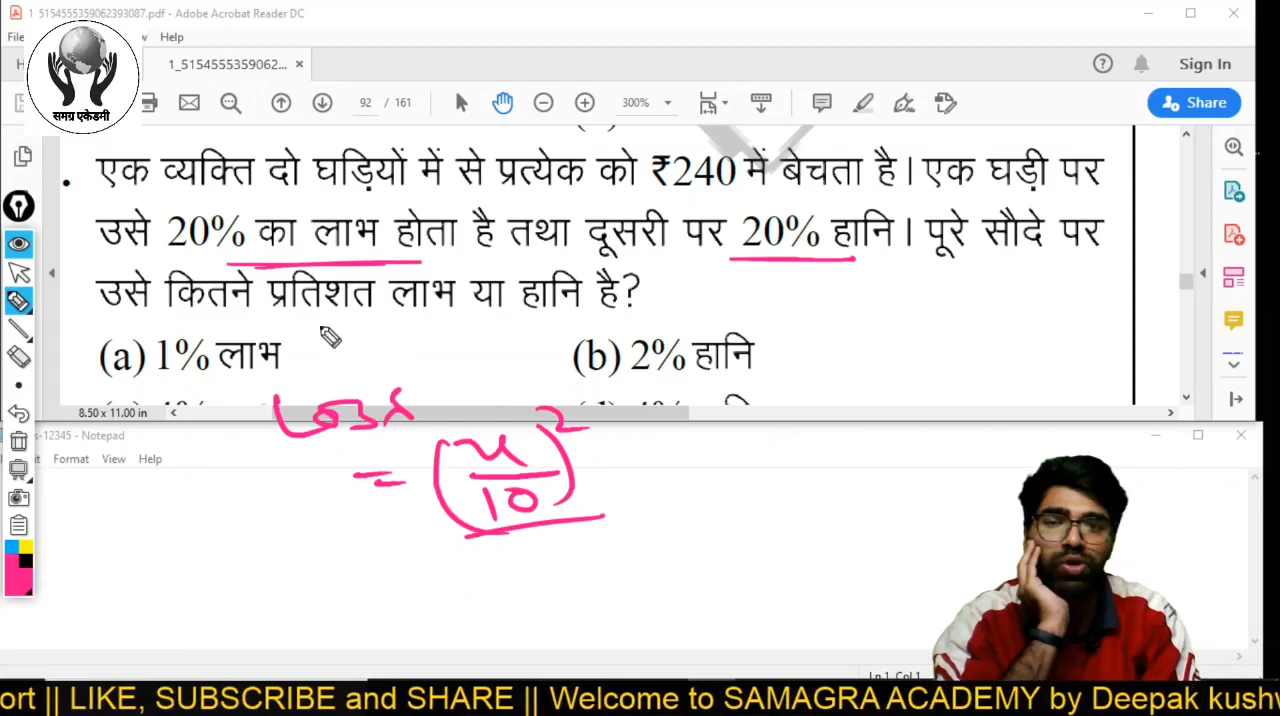 1_5154555359062393087.pdf - Adobe Acrobat Reader DC
File
Help
समग्र एकेडमी
1_5154555359062... ×
Sign In
92 / 161
300%
Share
. एक व्यक्ति दो घड़ियों में से प्रत्येक को ₹240 में बेचता है। एक घड़ी पर
उसे 20% का लाभ होता है तथा दूसरी पर 20% हानि। पूरे सौदे पर
उसे कितने प्रतिशत लाभ या हानि है?
(a) 1% लाभ
(b) 2% हानि
8.50 x 11.00 in
Loss
= (x/10)²
s-12345 - Notepad
Format View Help
Ln 1, Col 1
ort || LIKE, SUBSCRIBE and SHARE || Welcome to SAMAGRA ACADEMY by Deepak kushw